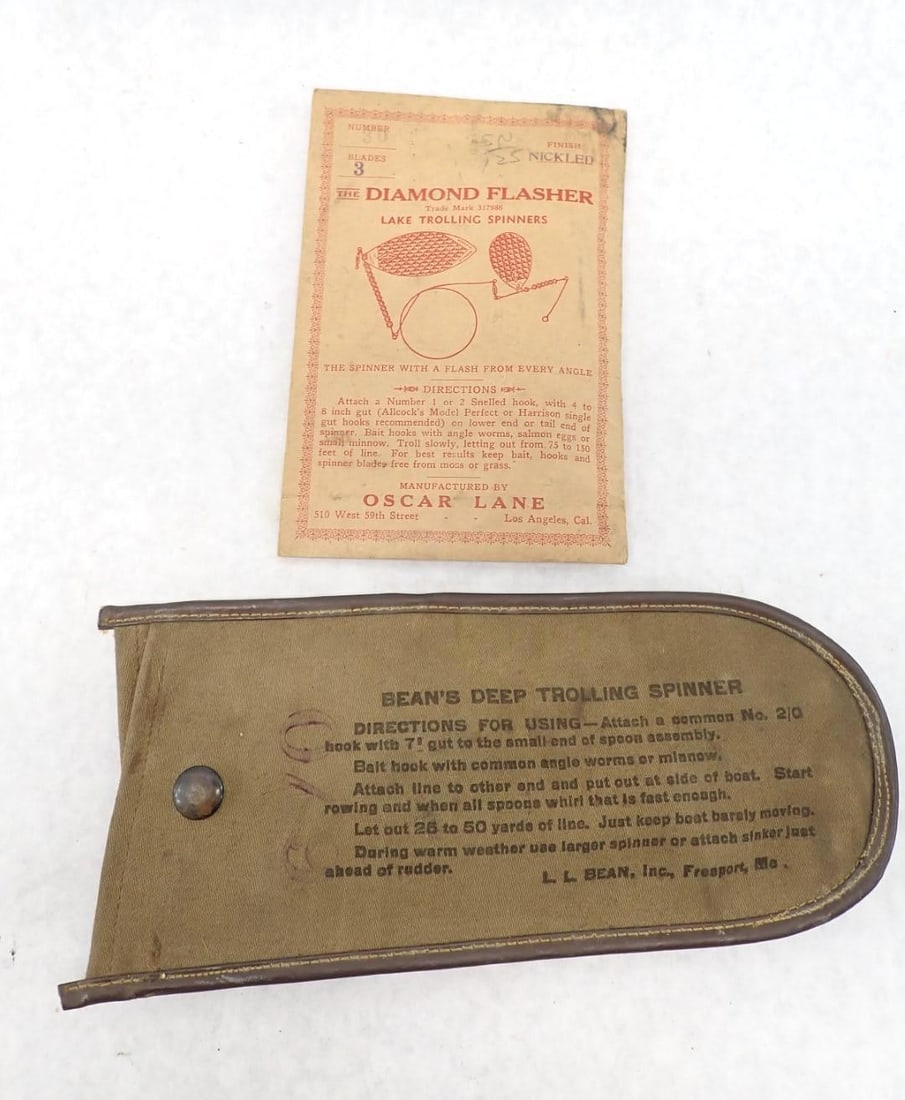 NUMBER
30
EN
125
FINISH
NICKLED
BLADES
3
THE DIAMOND FLASHER
Trade Mark 317986
LAKE TROLLING SPINNERS
THE SPINNER WITH A FLASH FROM EVERY ANGLE
DIRECTIONS
Attach a Number 1 or 2 Snelled hook, with 4 to
8 inch gut (Allcock's Model Perfect or Harrison single
gut hooks recommended) on lower end or tail end of
spinner. Bait hooks with angle worms, salmon eggs or
small minnow. Troll slowly, letting out from 75 to 150
feet of line. For best results keep bait, hooks and
spinner blades free from moss or grass.
MANUFACTURED BY
OSCAR LANE
510 West 59th Street - - Los Angeles, Cal.
BEAN'S DEEP TROLLING SPINNER
DIRECTIONS FOR USING—Attach a common No. 2/0
hook with 7" gut to the small end of spoon assembly.
Bait hook with common angle worms or minnow.
Attach line to other end and put out at side of boat. Start
rowing and when all spoons whirl that is fast enough.
Let out 25 to 50 yards of line. Just keep boat barely moving.
During warm weather use larger spinner or attach sinker just
ahead of rudder.
L. L. BEAN, Inc., Freeport, Me.